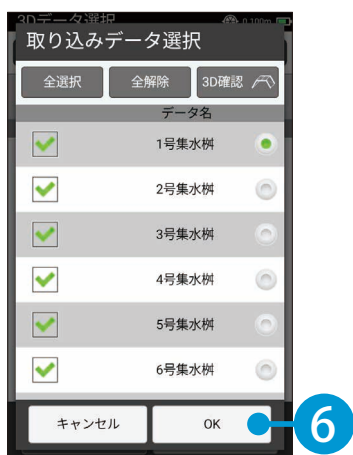 3Dデータ選択 0.100m
取り込みデータ選択
全選択 全解除 3D確認
データ名
1号集水桝
2号集水桝
3号集水桝
4号集水桝
5号集水桝
6号集水桝
キャンセル OK 6